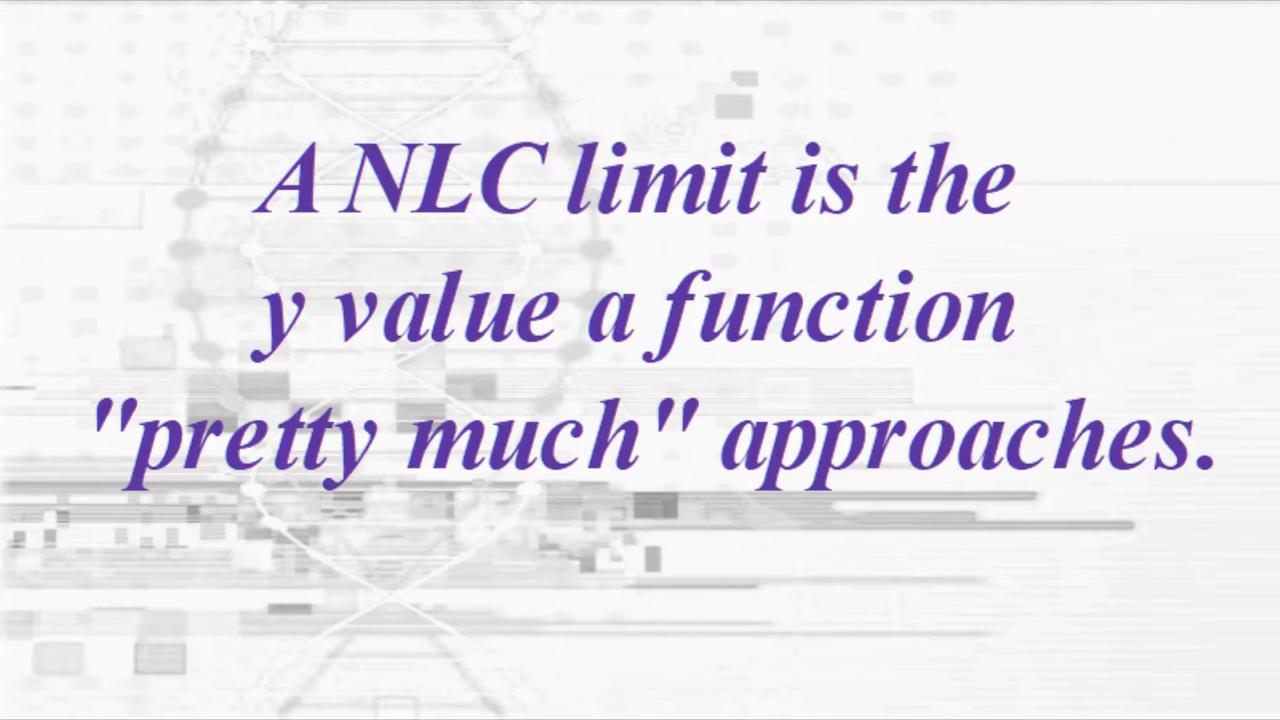 A NLC limit is the
y value a function
"pretty much" approaches.